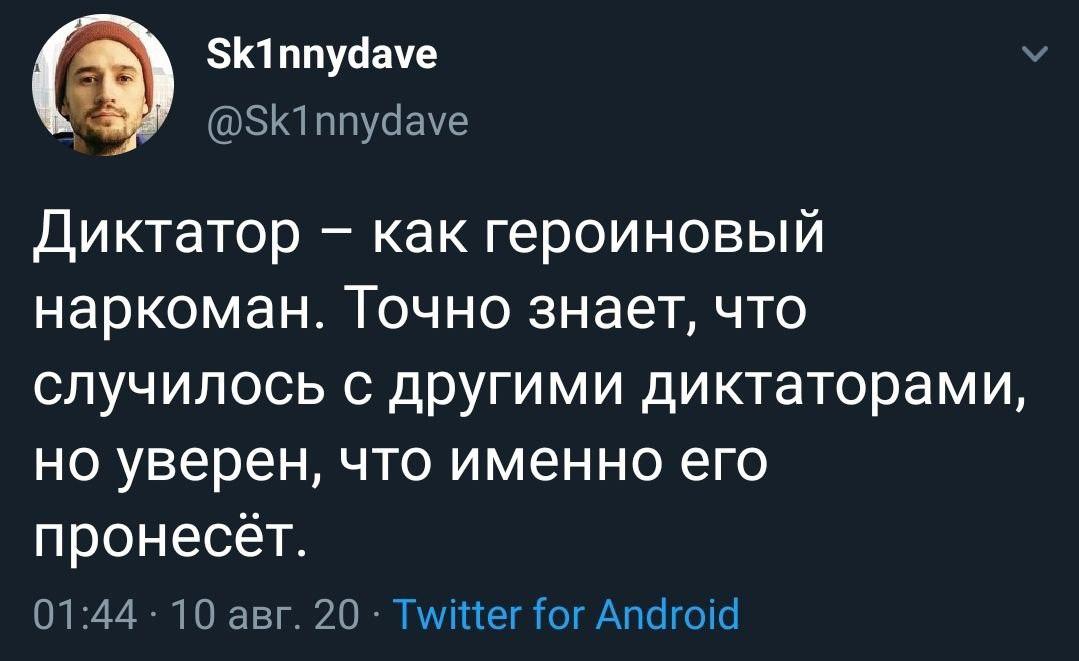 Sk1nnydave
@Sk1nnydave
Диктатор – как героиновый
наркоман. Точно знает, что
случилось с другими диктаторами,
но уверен, что именно его
пронесёт.
01:44 · 10 авг. 20 · Twitter for Android